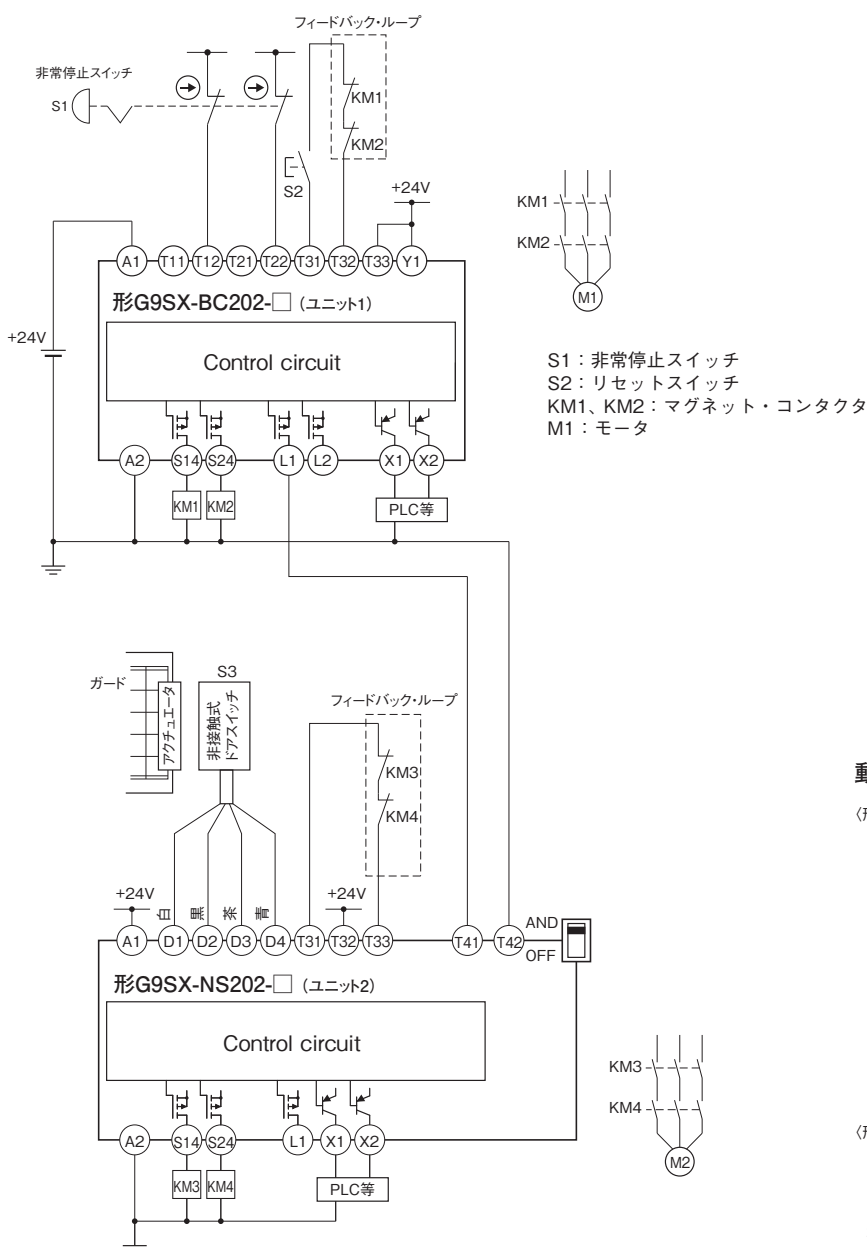 フィードバック・ループ
非常停止スイッチ
S1
KM1
KM2
S2
+24V
A1 T11 T12 T21 T22 T31 T32 T33 Y1
形G9SX-BC202-□ (ユニット1)
+24V
Control circuit
A2 S14 S24 L1 L2 X1 X2
KM1 KM2
PLC等
KM1
KM2
M1
S1：非常停止スイッチ
S2：リセットスイッチ
KM1、KM2：マグネット・コンタクタ
M1：モータ
ガード
アクチュエータ
S3
非接触式
ドアスイッチ
フィードバック・ループ
KM3
KM4
白 黒 茶 青
+24V
+24V
A1 D1 D2 D3 D4 T31 T32 T33 T41 T42
AND
OFF
形G9SX-NS202-□ (ユニット2)
Control circuit
A2 S14 S24 L1 X1 X2
KM3 KM4
PLC等
KM3
KM4
M2